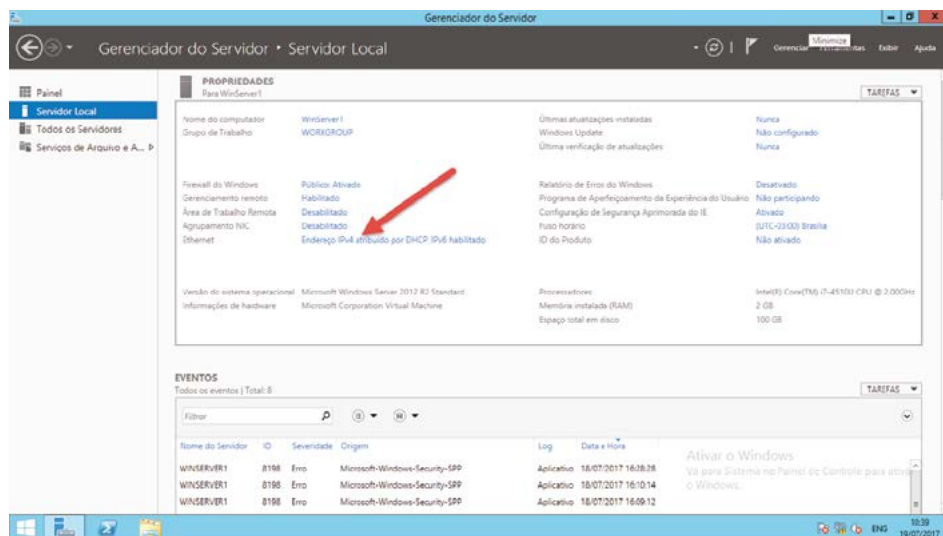 Gerenciador do Servidor
Gerenciador do Servidor • Servidor Local
Gerenciar
Minimize
Exibir
Ajuda
Painel
Servidor Local
Todos os Servidores
Serviços de Arquivo e A...
PROPRIEDADES
Para WinServer1
TAREFAS
Nome do computador WinServer1
Grupo de Trabalho WORKGROUP
Últimas atualizações instaladas Nunca
Windows Update Não configurado
Última verificação de atualizações Nunca
Firewall do Windows Público: Ativado
Gerenciamento remoto Habilitado
Área de Trabalho Remota Desabilitado
Agrupamento NIC Desabilitado
Ethernet Endereço IPv4 atribuído por DHCP, IPv6 habilitado
Relatório de Erros do Windows Desativado
Programa de Aperfeiçoamento da Experiência do Usuário Não participando
Configuração de Segurança Aprimorada do IE Ativado
Fuso horário (UTC-03:00) Brasília
ID do Produto Não ativado
Versão do sistema operacional Microsoft Windows Server 2012 R2 Standard
Informações de hardware Microsoft Corporation Virtual Machine
Processadores Intel(R) Core(TM) i7-4510U CPU @ 2.00GHz
Memória instalada (RAM) 2 GB
Espaço total em disco 100 GB
EVENTOS
Todos os eventos | Total: 8
TAREFAS
Filtrar
Nome do Servidor ID Severidade Origem Log Data e Hora
WINSERVER1 8198 Erro Microsoft-Windows-Security-SPP Aplicativo 18/07/2017 16:28:28
WINSERVER1 8198 Erro Microsoft-Windows-Security-SPP Aplicativo 18/07/2017 16:10:14
WINSERVER1 8198 Erro Microsoft-Windows-Security-SPP Aplicativo 18/07/2017 16:09:12
Ativar o Windows
Vá para Sistema no Painel de Controle para ativar
o Windows.
ENG
10:39
19/07/2017